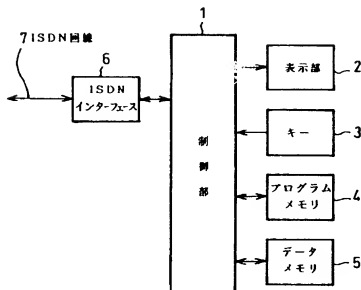 1
7 ISDN回線
6
ISDN
インターフェース
表示部
2
キー
3
制御部
プログラム
メモリ
4
データ
メモリ
5